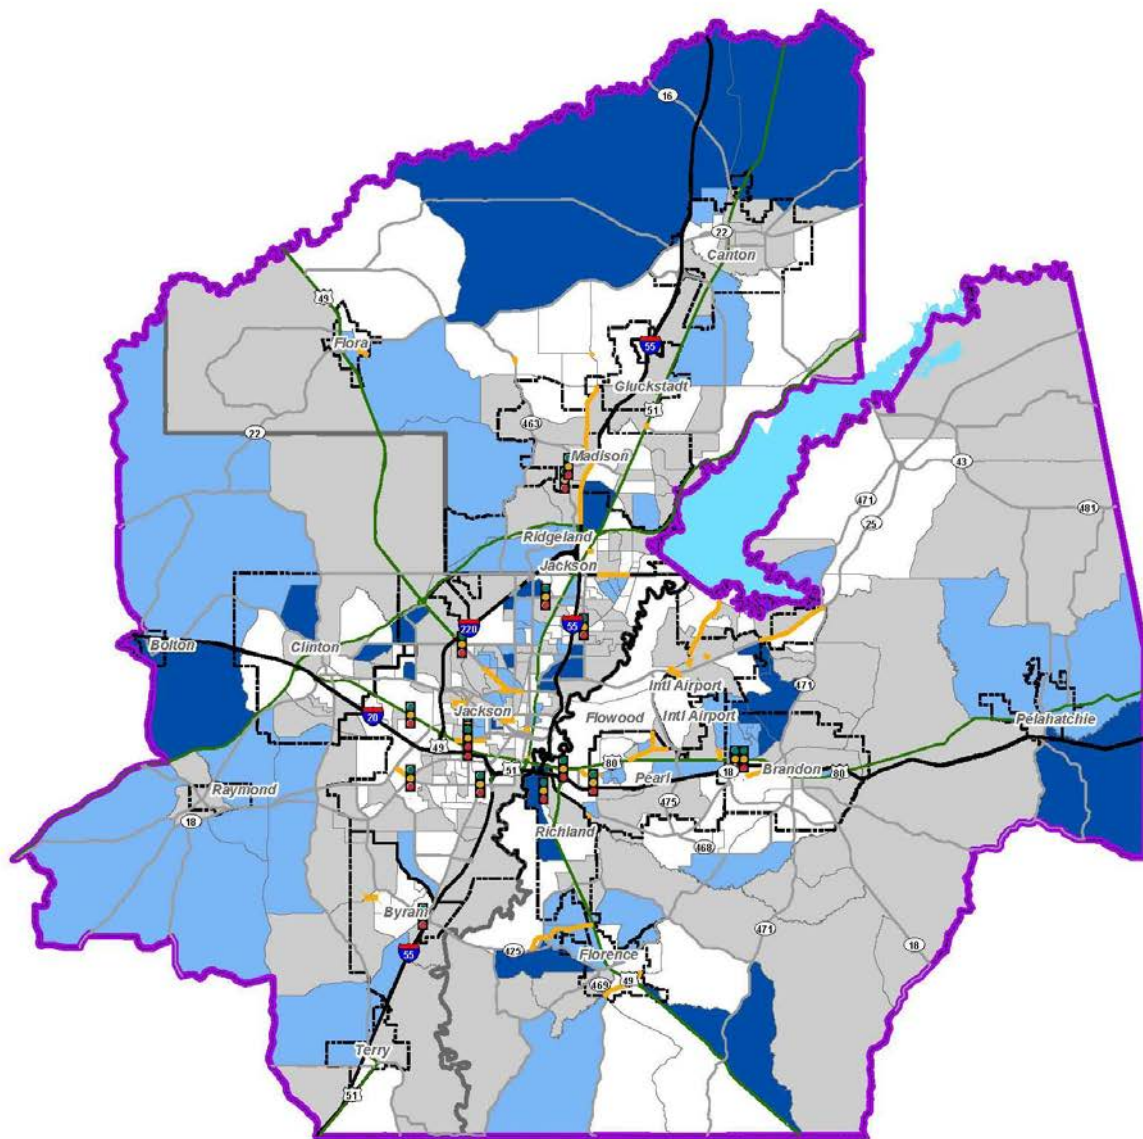 16
22
Canton
49
Flora
55
Gluckstadt
51
22
463
Madison
43
471
25
481
Ridgeland
Jackson
220
55
Bolton
Clinton
Intl Airport
471
20
Jackson
Flowood
Intl Airport
Pelahatchie
49
51
80
18
Brandon
80
Pearl
Raymond
475
18
Richland
468
Byram
425
55
Florence
471
18
469
49
Terry
51